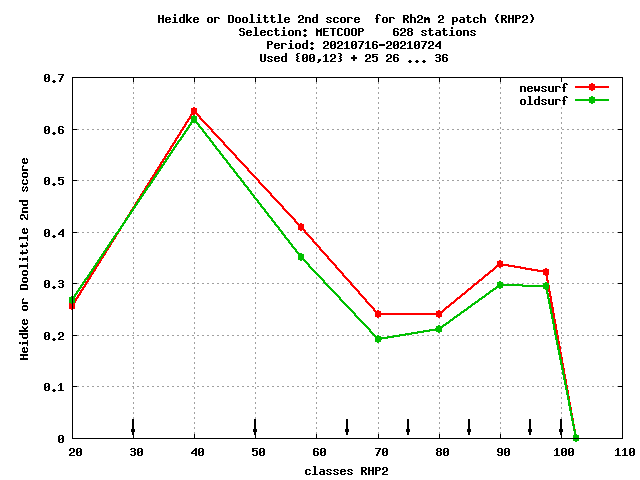 Heidke or Doolittle 2nd score  for Rh2m 2 patch (RHP2)
Selection: METCOOP    628 stations
Period: 20210716-20210724
Used {00,12} + 25 26 ... 36
newsurf
oldsurf
Heidke or Doolittle 2nd score
0.7
0.6
0.5
0.4
0.3
0.2
0.1
0
20 30 40 50 60 70 80 90 100 110
classes RHP2